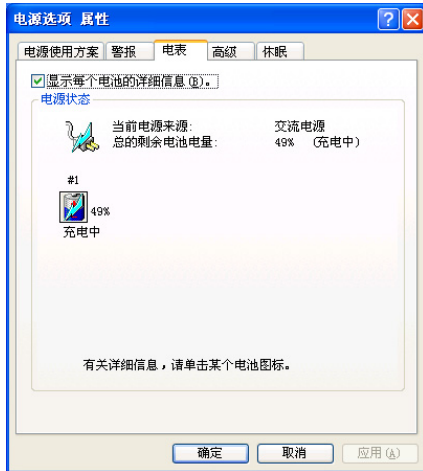 电源选项 属性
电源使用方案 警报 电表 高级 休眠
显示每个电池的详细信息(B)。
电源状态
当前电源来源: 交流电源
总的剩余电池电量: 49% (充电中)
#1
49%
充电中
有关详细信息，请单击某个电池图标。
确定 取消 应用(A)